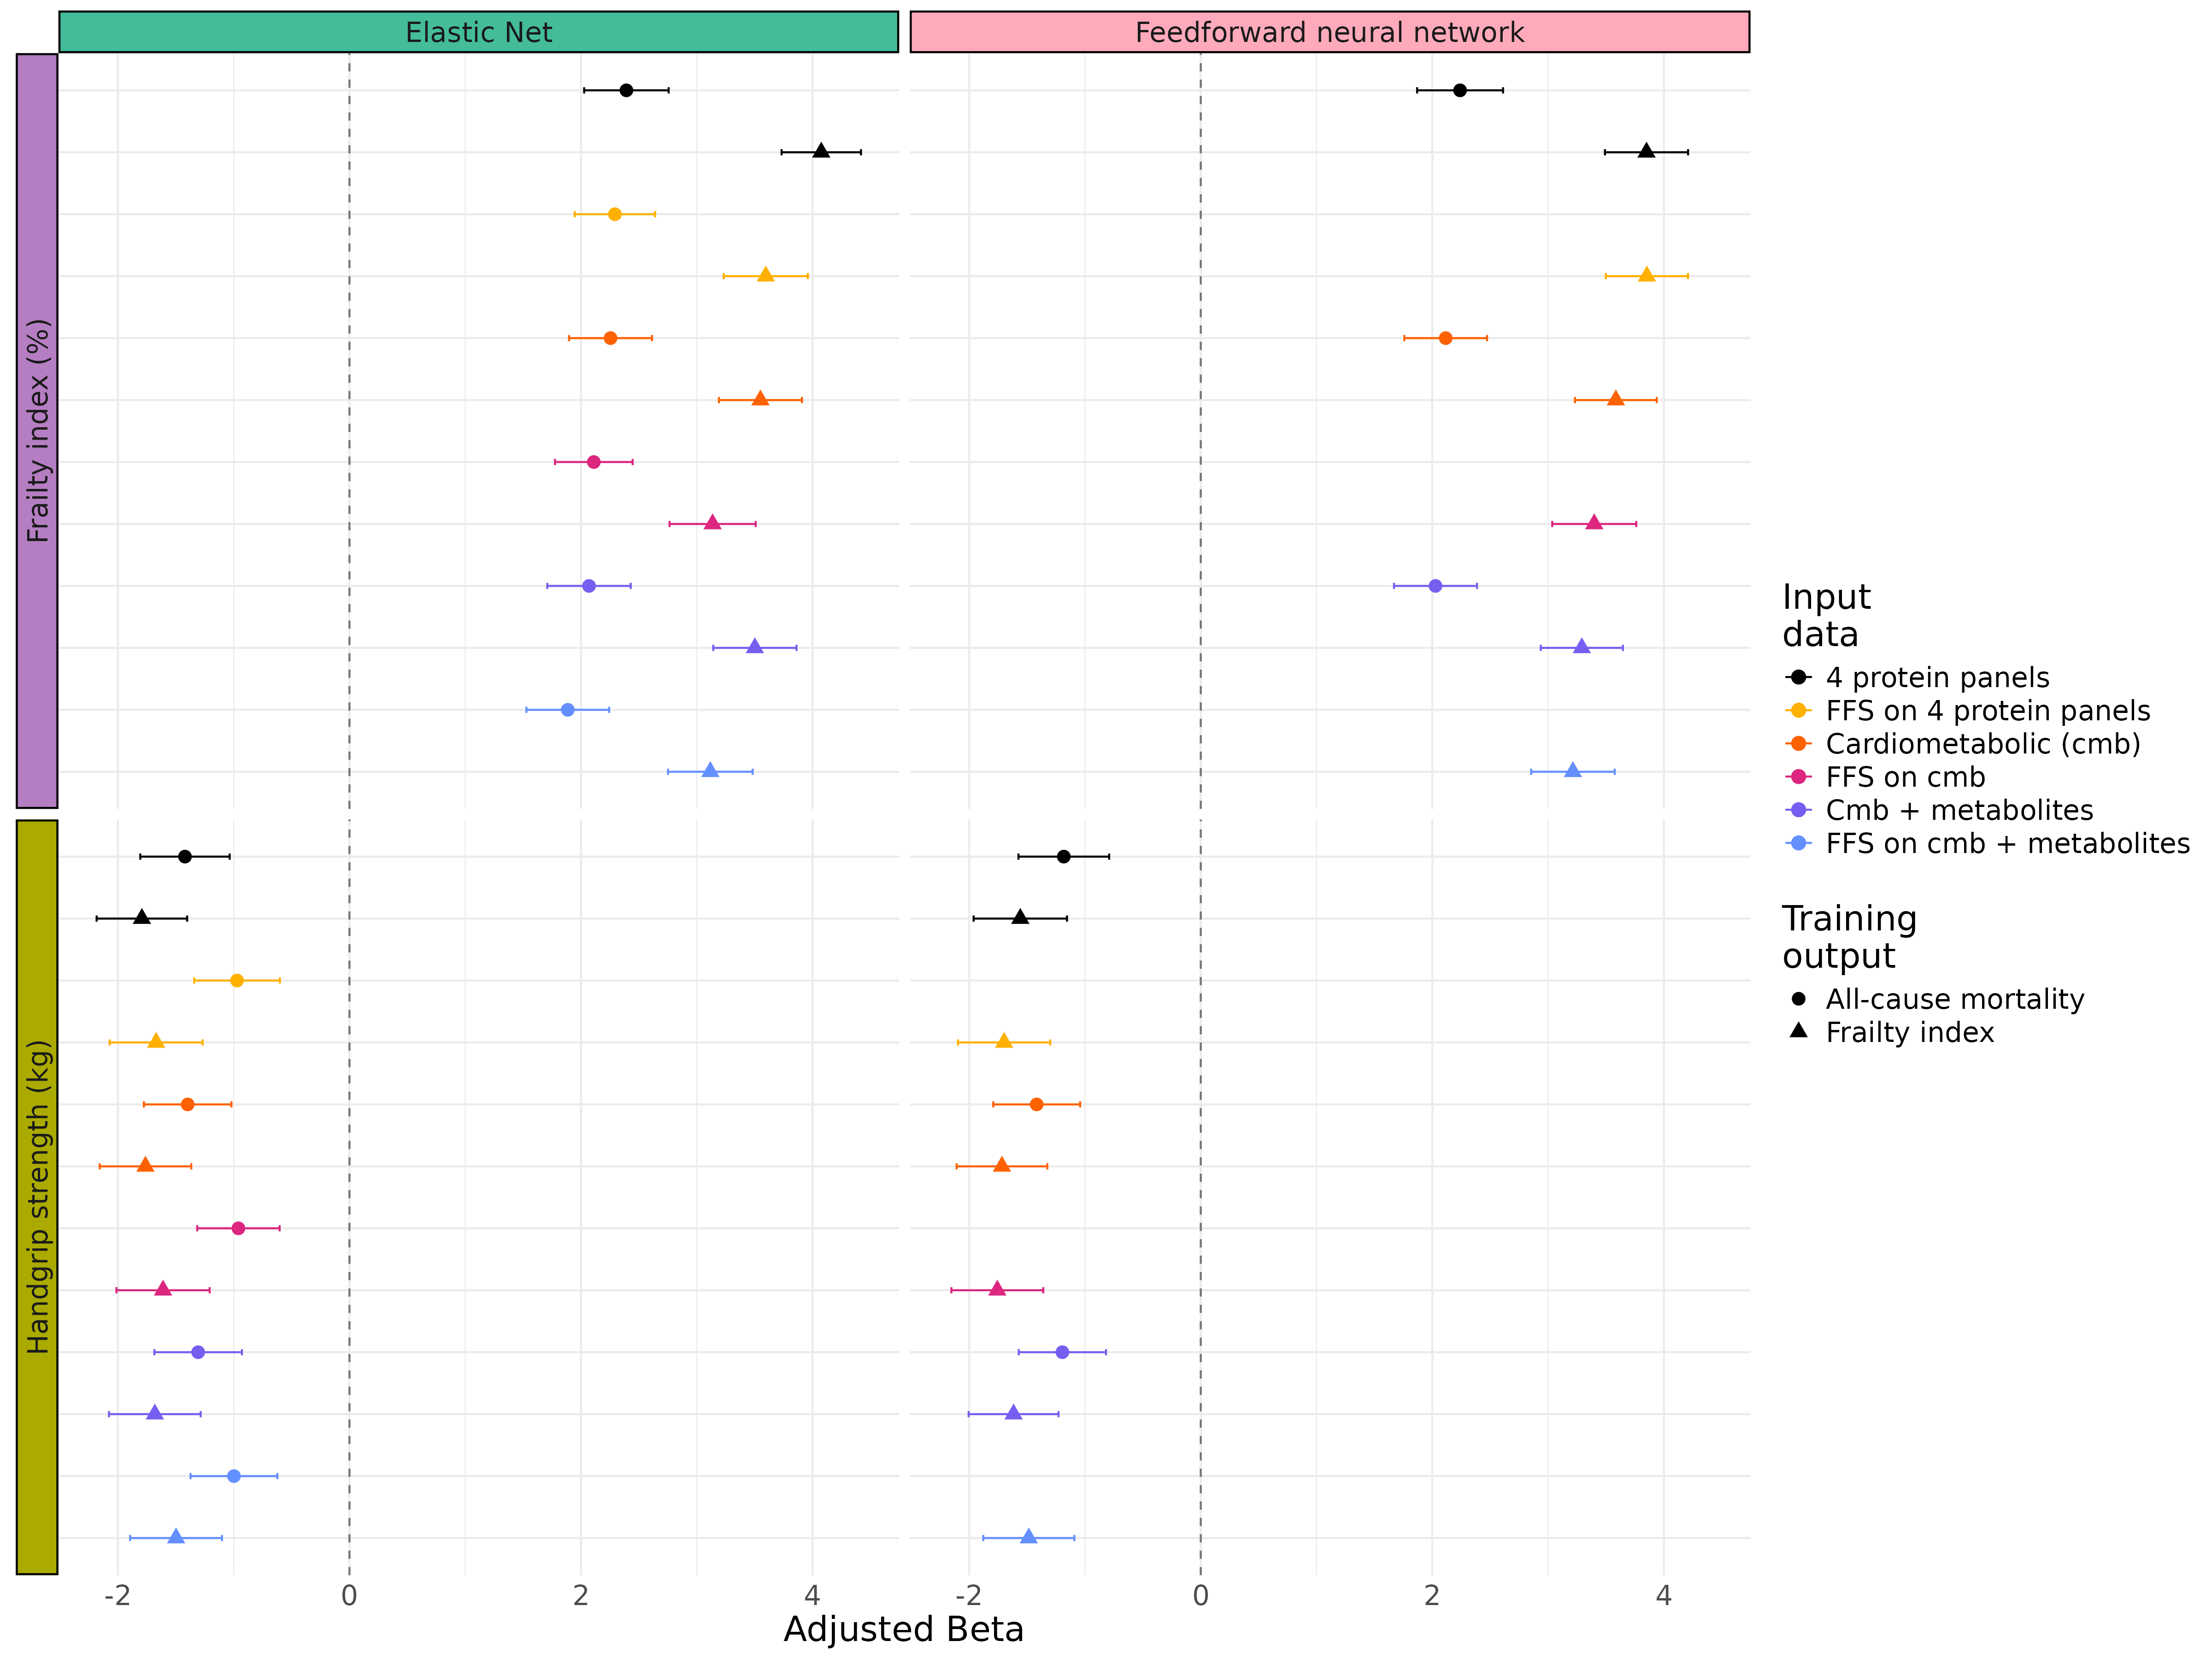 Elastic Net
Feedforward neural network
Frailty index (%)
Handgrip strength (kg)
-2
0
2
4
-2
0
2
4
Adjusted Beta
Input
data
4 protein panels
FFS on 4 protein panels
Cardiometabolic (cmb)
FFS on cmb
Cmb + metabolites
FFS on cmb + metabolites
Training
output
All-cause mortality
Frailty index